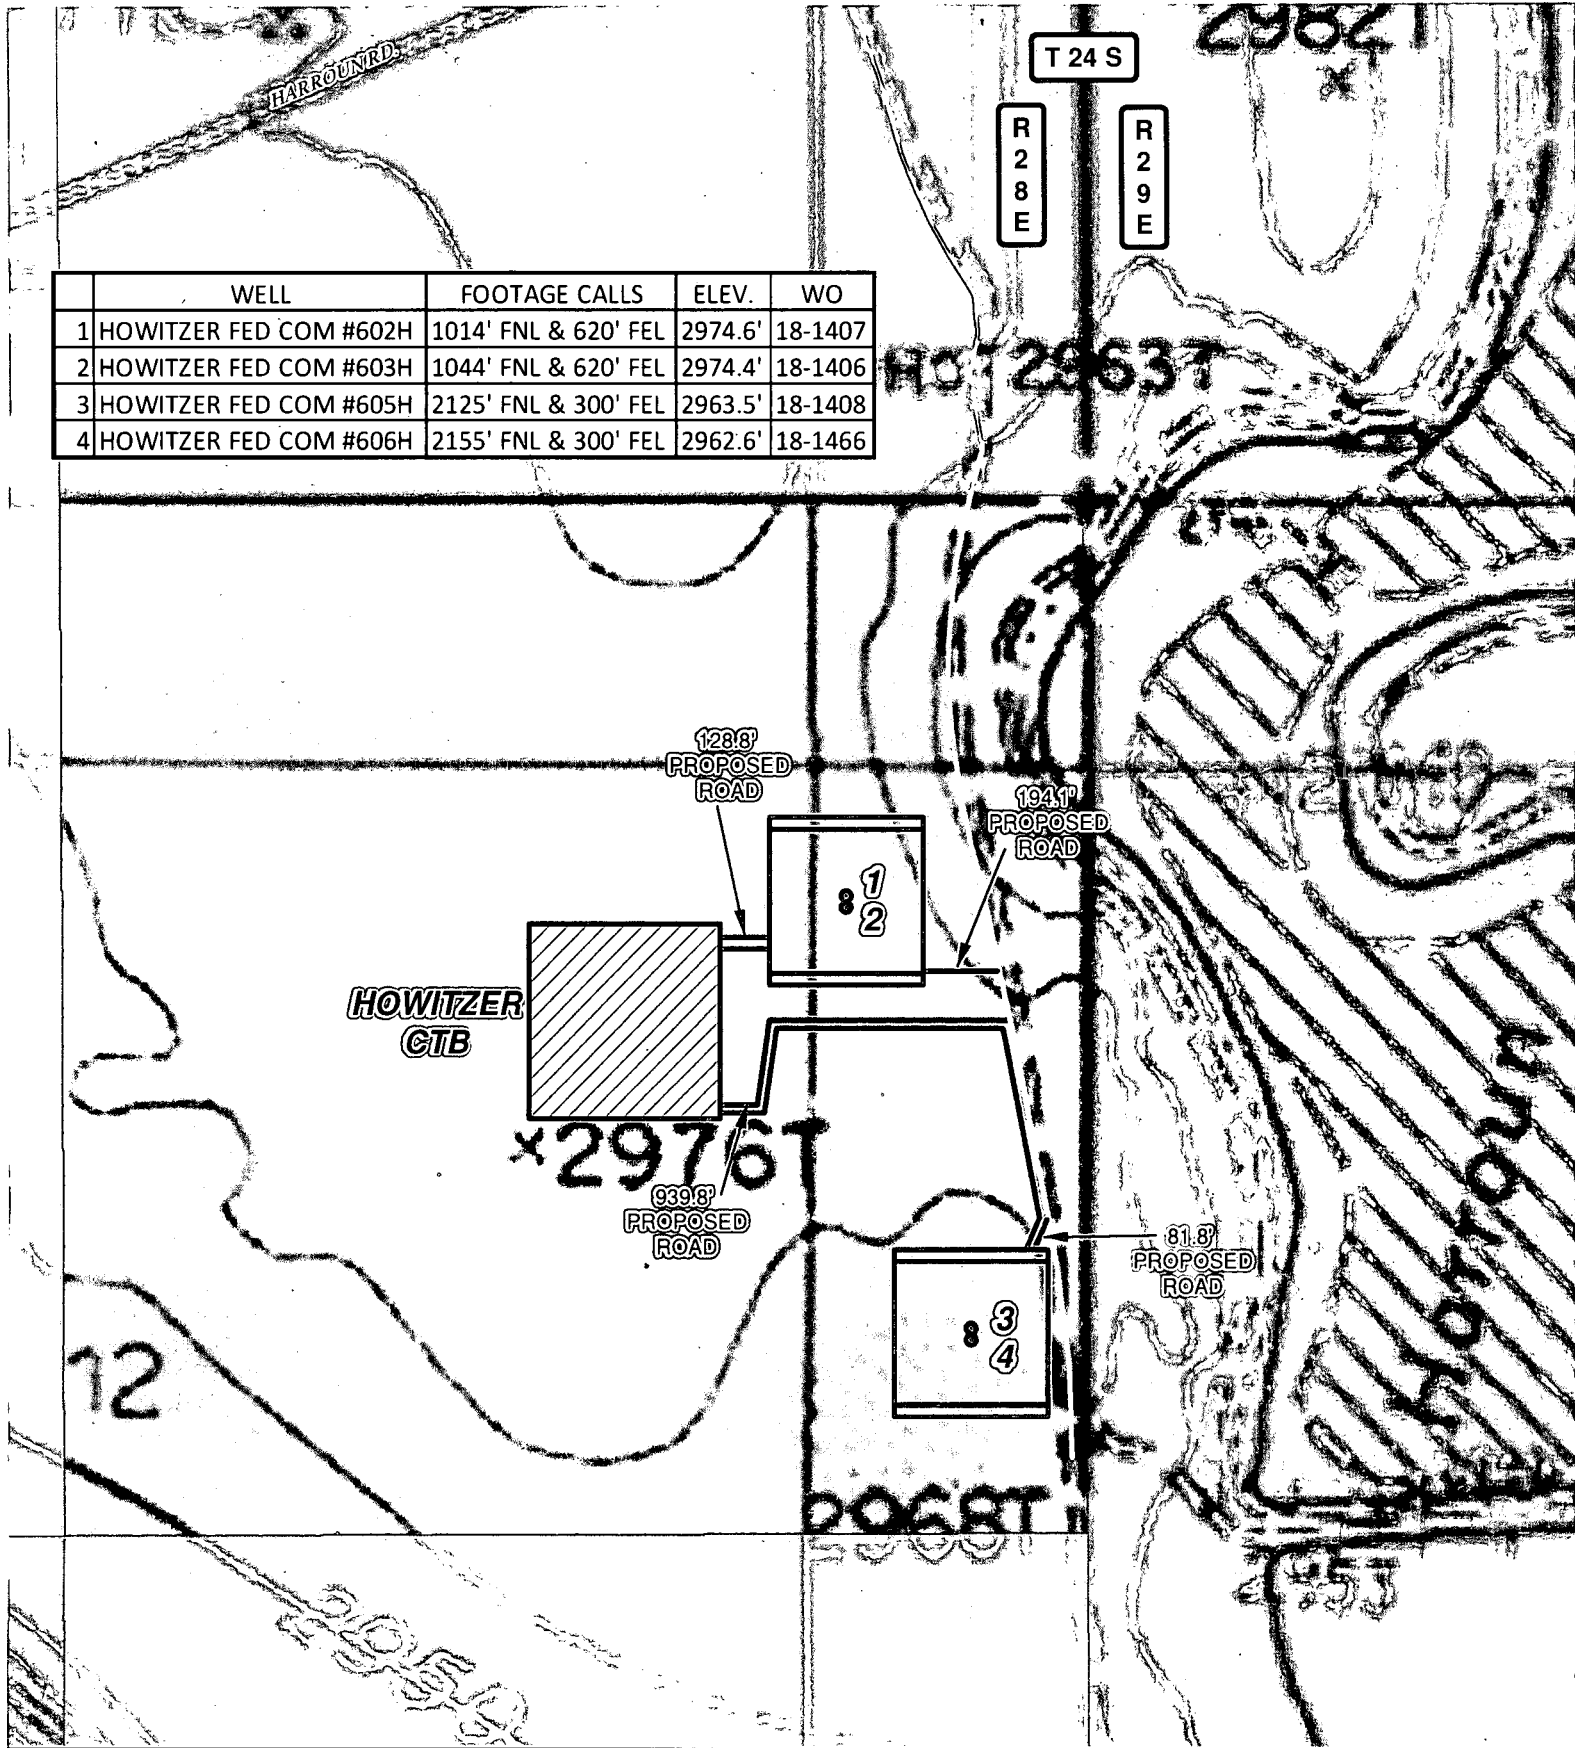 2982T
T 24 S
HARROUN RD.
R
2
8
E
R
2
9
E
WELL FOOTAGE CALLS ELEV. WO
1 HOWITZER FED COM #602H 1014' FNL & 620' FEL 2974.6' 18-1407
2 HOWITZER FED COM #603H 1044' FNL & 620' FEL 2974.4' 18-1406
3 HOWITZER FED COM #605H 2125' FNL & 300' FEL 2963.5' 18-1408
4 HOWITZER FED COM #606H 2155' FNL & 300' FEL 2962.6' 18-1466
2963T
128.8'
PROPOSED
ROAD
194.1'
PROPOSED
ROAD
1
2
HOWITZER
CTB
×2976T
939.8'
PROPOSED
ROAD
81.8'
PROPOSED
ROAD
3
4
12
Harroun
2968T
2950